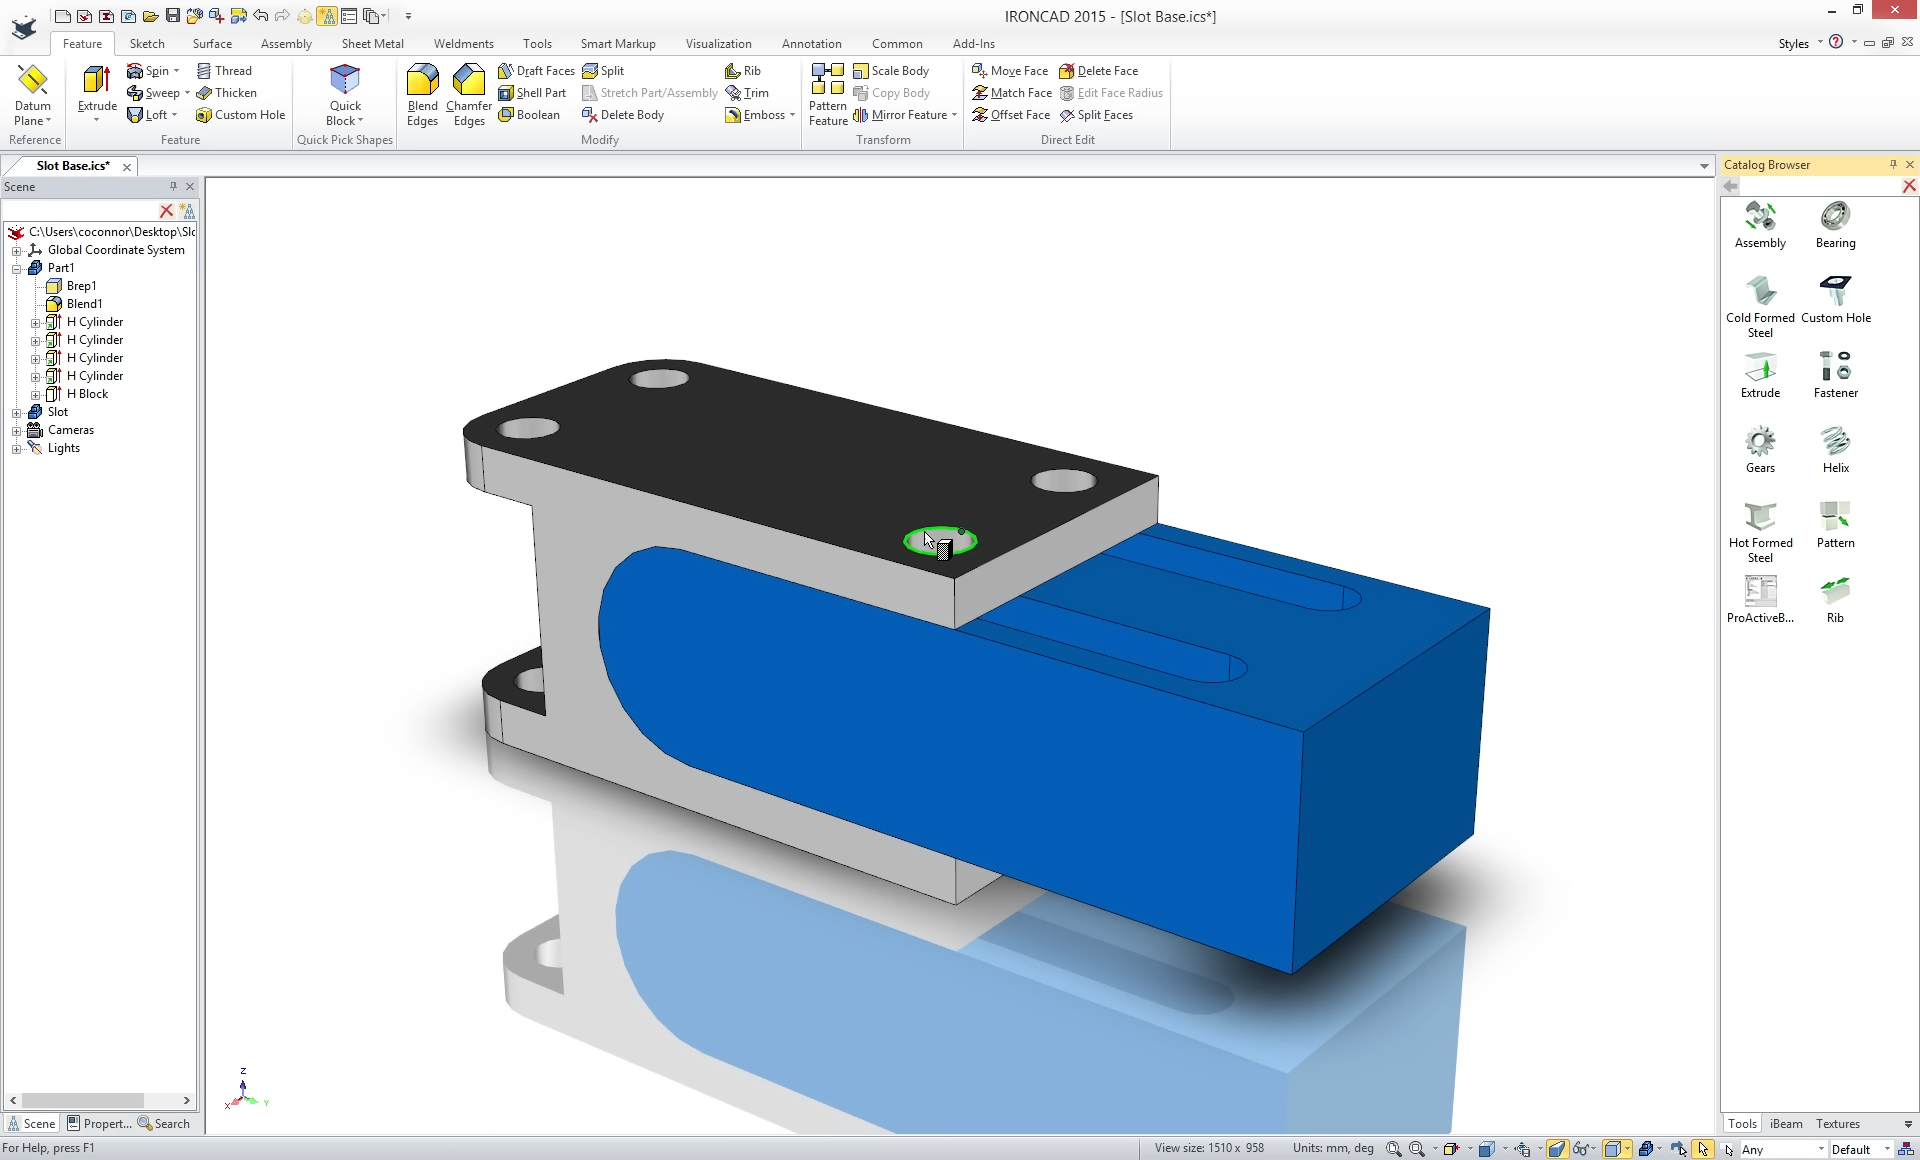 IRONCAD 2015 - [Slot Base.ics*]
Feature Sketch Surface Assembly Sheet Metal Weldments Tools Smart Markup Visualization Annotation Common Add-Ins Styles
Datum Plane
Reference
Extrude
Spin
Sweep
Loft
Thread
Thicken
Custom Hole
Feature
Quick Block
Quick Pick Shapes
Blend Edges
Chamfer Edges
Draft Faces
Shell Part
Boolean
Split
Stretch Part/Assembly
Delete Body
Rib
Trim
Emboss
Modify
Pattern Feature
Scale Body
Copy Body
Mirror Feature
Transform
Move Face
Match Face
Offset Face
Delete Face
Edit Face Radius
Split Faces
Direct Edit
Slot Base.ics*
Scene
C:\Users\coconnor\Desktop\Slo
Global Coordinate System
Part1
Brep1
Blend1
H Cylinder
H Cylinder
H Cylinder
H Cylinder
H Block
Slot
Cameras
Lights
Scene Propert... Search
Z
X
Y
Catalog Browser
Assembly Bearing
Cold Formed Steel Custom Hole
Extrude Fastener
Gears Helix
Hot Formed Steel Pattern
ProActiveB... Rib
Tools iBeam Textures
For Help, press F1
View size: 1510 x 958 Units: mm, deg Any Default